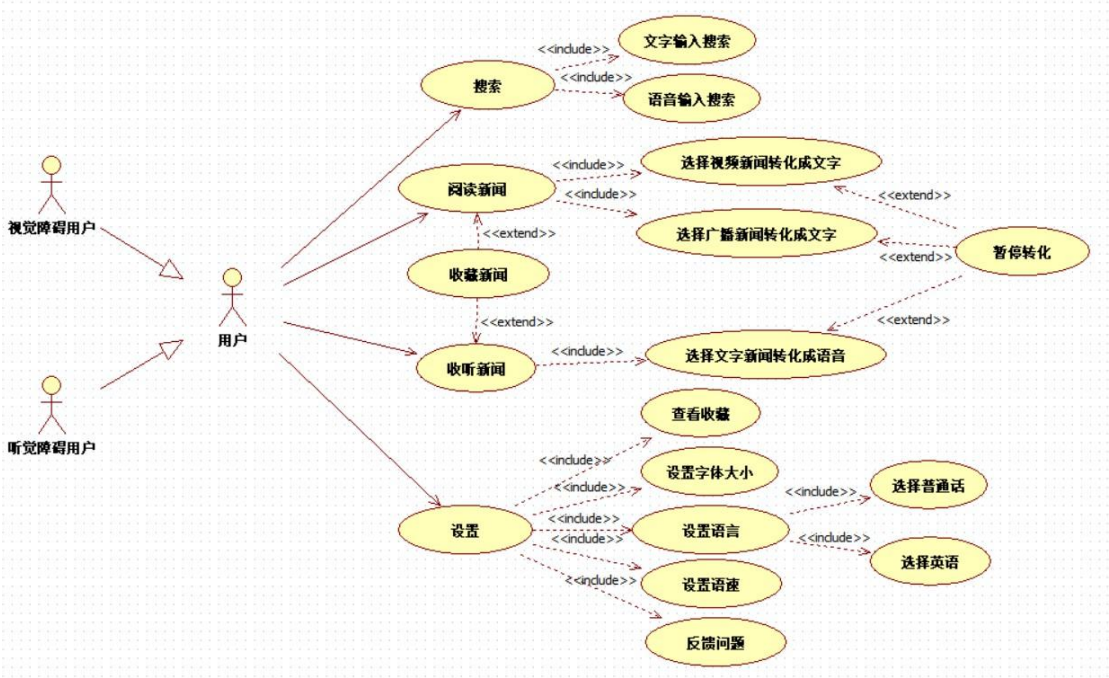 文字输入搜索
<<include>>
搜索
<<include>>
语音输入搜索
视觉障碍用户
阅读新闻
<<include>>
选择视频新闻转化成文字
<<include>>
<<extend>>
<<extend>>
选择广播新闻转化成文字
<<extend>>
暂停转化
收藏新闻
用户
<<extend>>
<<extend>>
收听新闻
<<include>>
选择文字新闻转化成语音
听觉障碍用户
查看收藏
<<include>>
设置字体大小
<<include>>
<<include>>
选择普通话
设置
<<include>>
设置语言
<<include>>
<<include>>
选择英语
设置语速
<<include>>
反馈问题